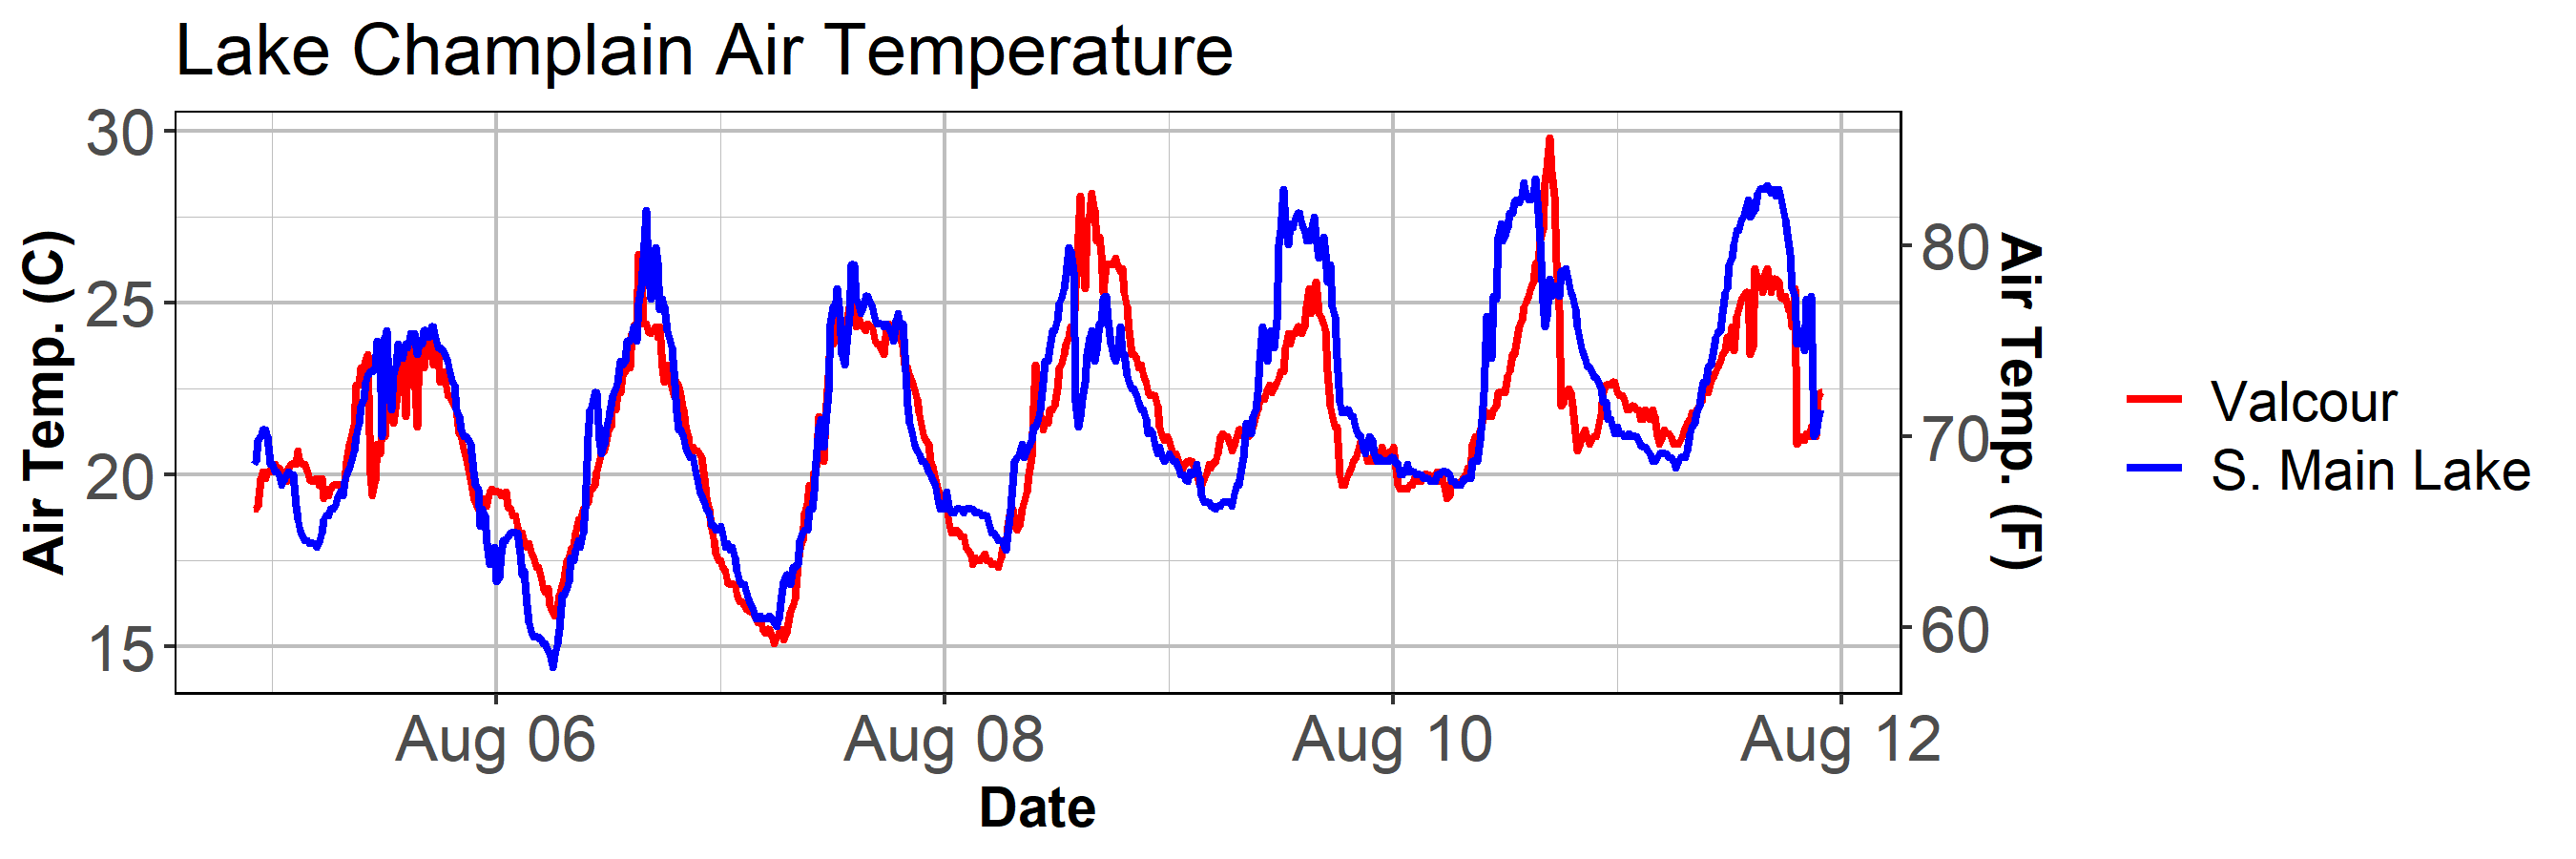 Lake Champlain Air Temperature
30
25
20
15
Air Temp. (C)
80
70
60
Air Temp. (F)
Aug 06
Aug 08
Aug 10
Aug 12
Date
Valcour
S. Main Lake